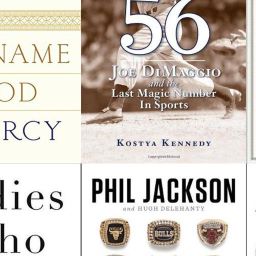 NAME
OD
RCY
56
JOE DIMAGGIO
and the
Last Magic Number
In Sports
KOSTYA KENNEDY
dies
ho
PHIL JACKSON
AND HUGH DELEHANTY
BULLS